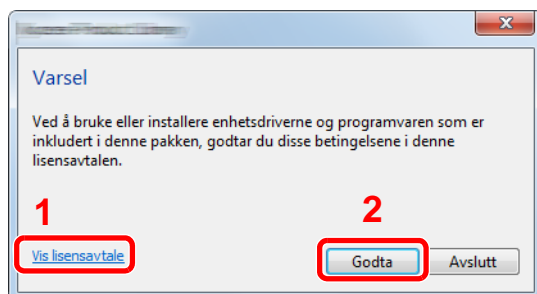 Varsel
Ved å bruke eller installere enhetsdriverne og programvaren som er
inkludert i denne pakken, godtar du disse betingelsene i denne
lisensavtalen.
1
2
Vis lisensavtale
Godta
Avslutt